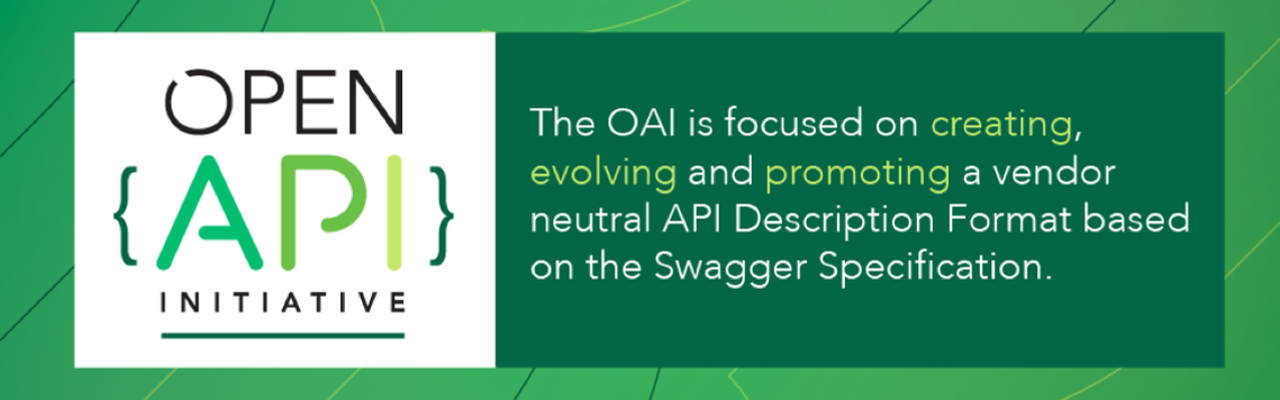 OPEN
{API}
INITIATIVE
The OAI is focused on creating,
evolving and promoting a vendor
neutral API Description Format based
on the Swagger Specification.